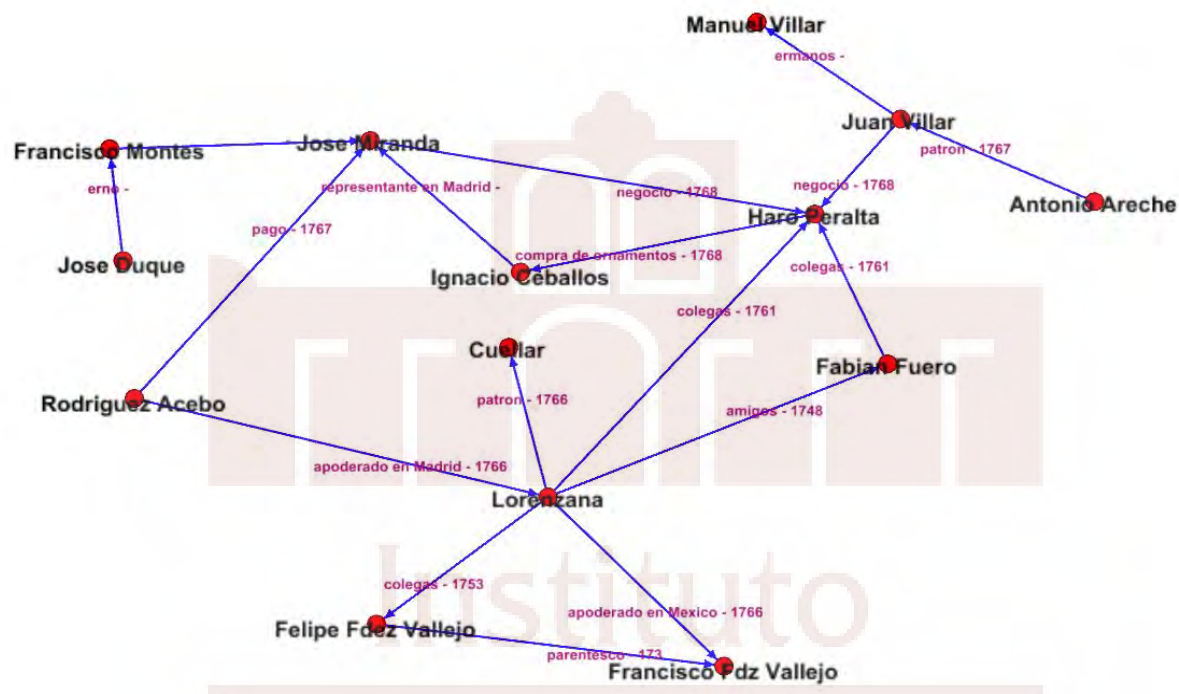 Manuel Villar
ermanos -
Juan Villar
patron - 1767
Francisco Montes
Jose Miranda
erno -
representante en Madrid -
negocio - 1768
negocio - 1768
Antonio Areche
Haro Peralta
pago - 1767
Jose Duque
compra de ornamentos - 1768
colegas - 1761
Ignacio Ceballos
colegas - 1761
Cuellar
Fabian Fuero
Rodriguez Acebo
patron - 1766
amigos - 1748
apoderado en Madrid - 1766
Lorenzana
colegas - 1753
Instituto
apoderado en Mexico - 1766
Felipe Fdez Vallejo
parentesco - 173
Francisco Fdz Vallejo